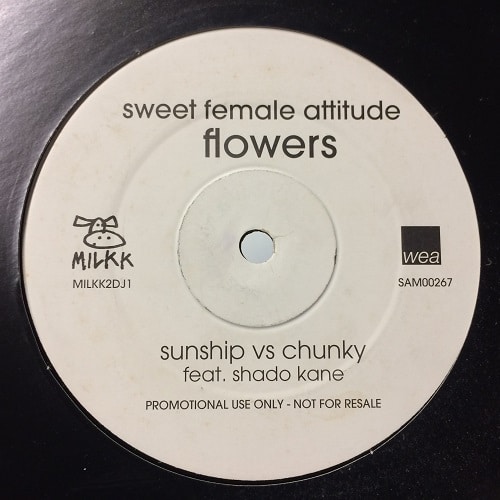 sweet female attitude
flowers
MILKK
MILKK2DJ1
wea
SAM00267
sunship vs chunky
feat. shado kane
PROMOTIONAL USE ONLY - NOT FOR RESALE